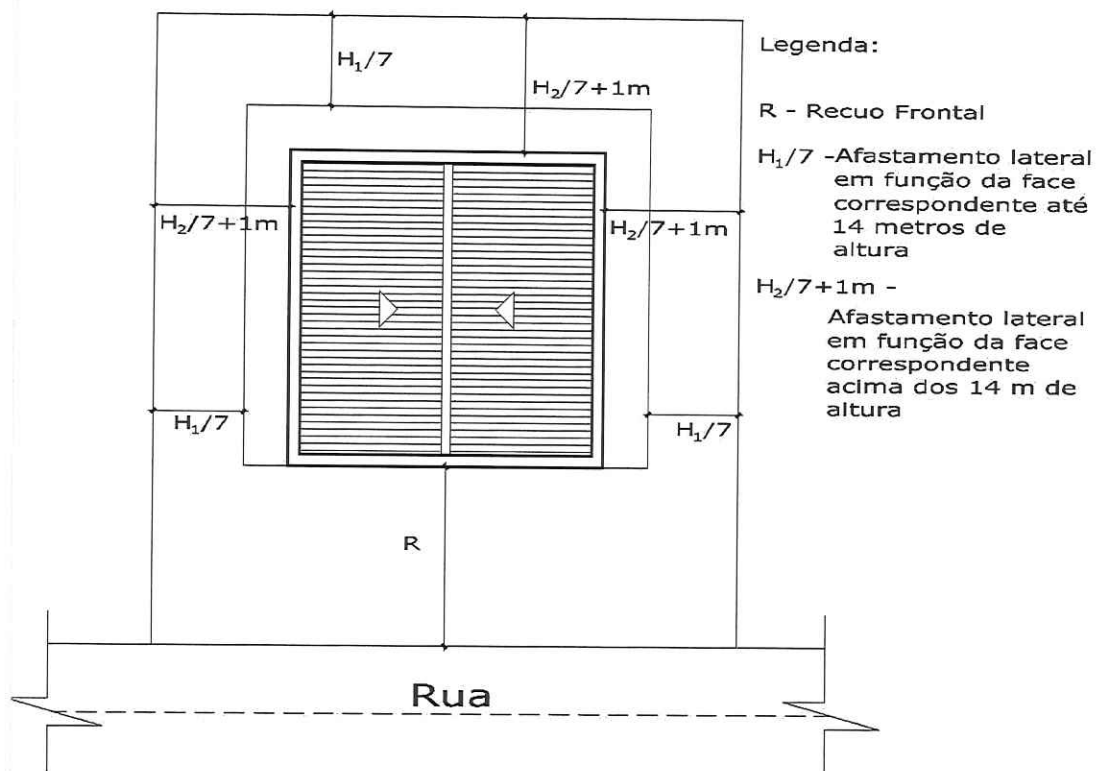 H₁/7
H₂/7+1m
H₂/7+1m
H₂/7+1m
H₁/7
H₁/7
R
Rua
Legenda:
R - Recuo Frontal
H₁/7 -Afastamento lateral
em função da face
correspondente até
14 metros de
altura
H₂/7+1m -
Afastamento lateral
em função da face
correspondente
acima dos 14 m de
altura